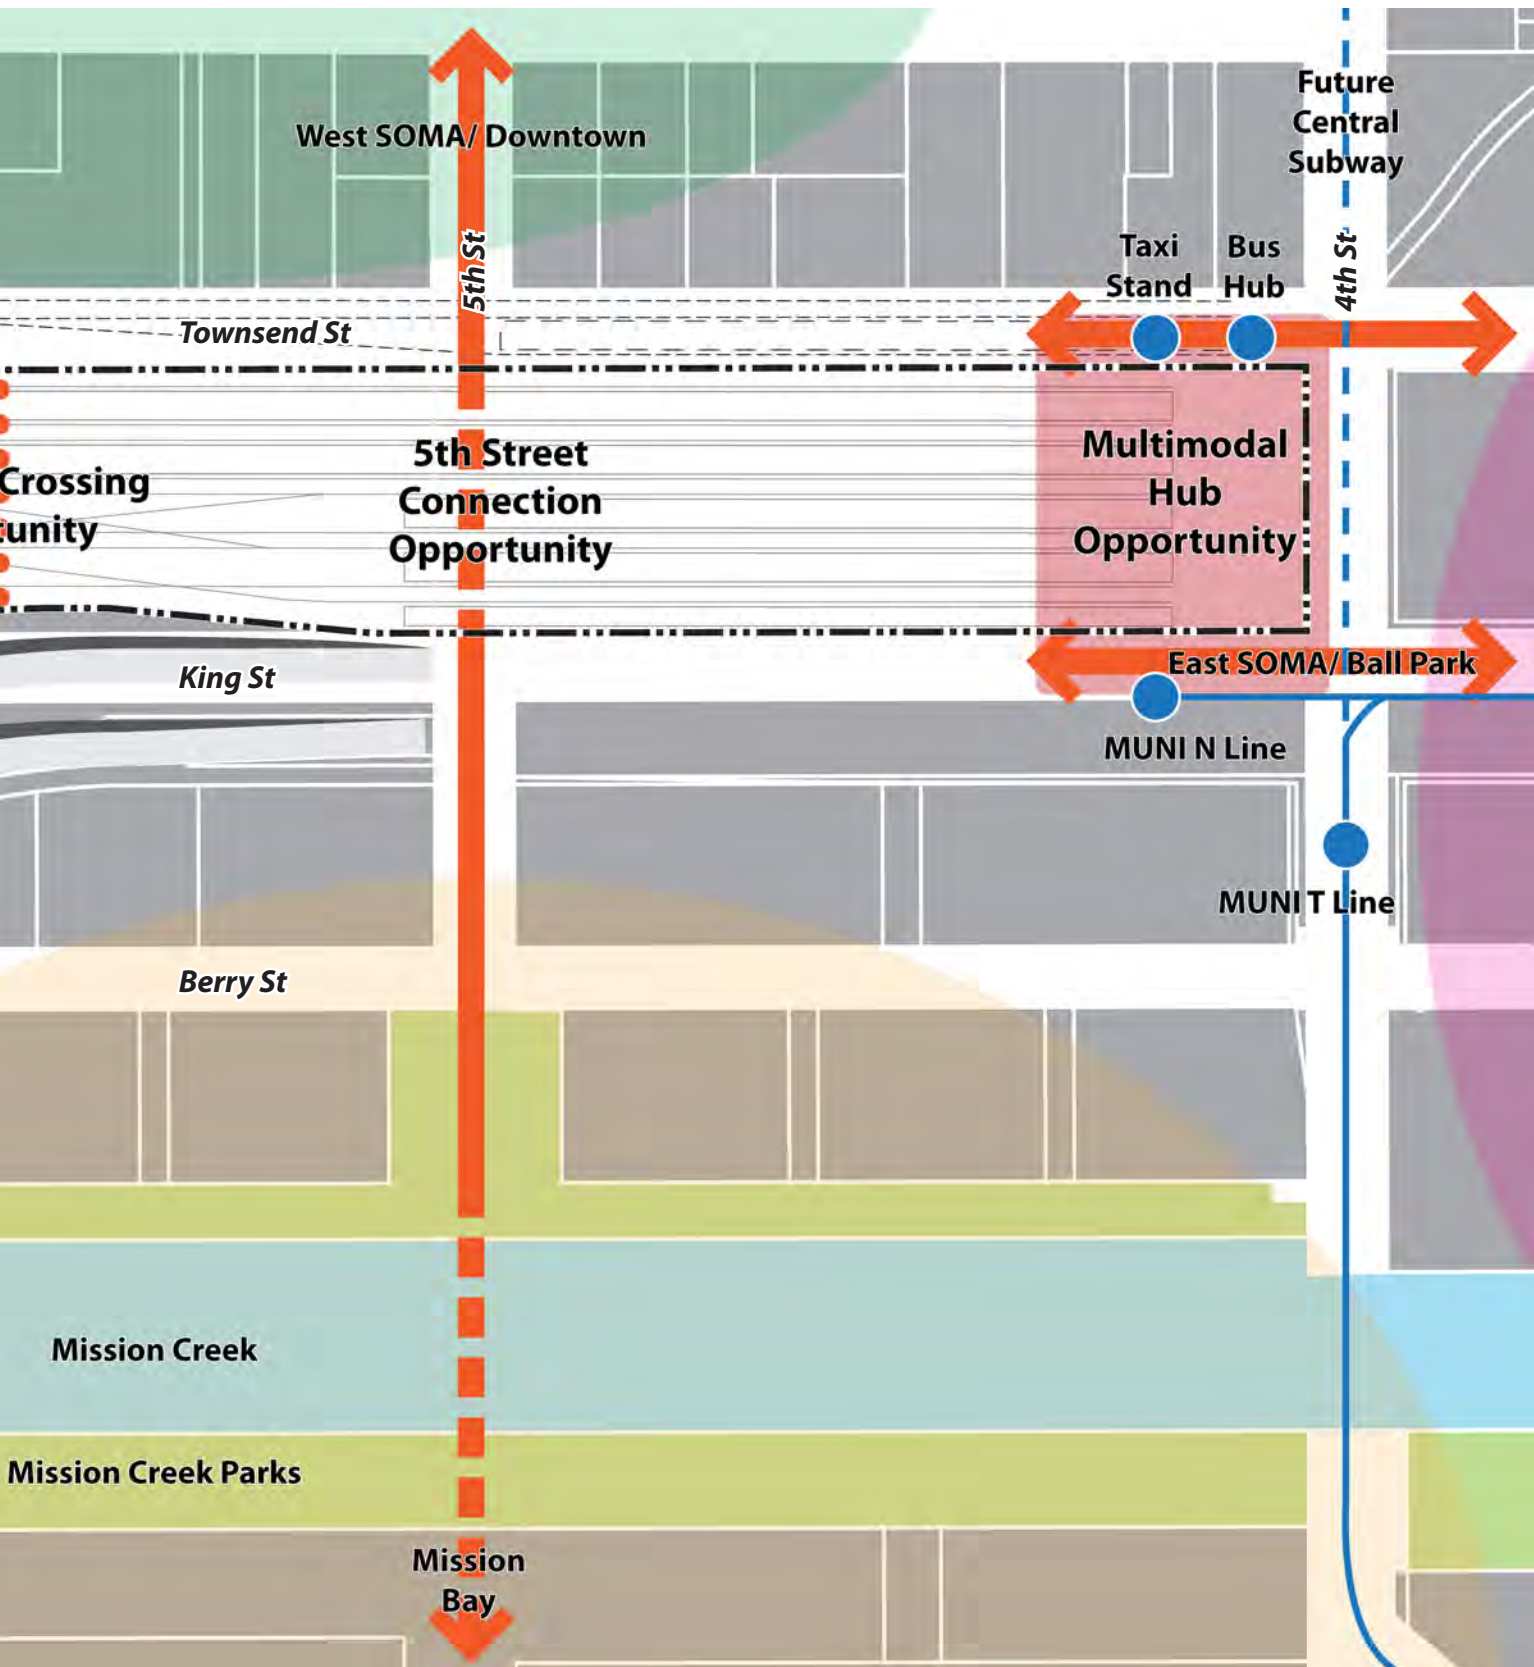 Future
Central
Subway
West SOMA/ Downtown
5th St
4th St
Taxi
Stand
Bus
Hub
Townsend St
5th Street
Connection
Opportunity
Multimodal
Hub
Opportunity
Crossing
King St
East SOMA/ Ball Park
MUNI N Line
MUNI T Line
Berry St
Mission Creek
Mission Creek Parks
Mission
Bay